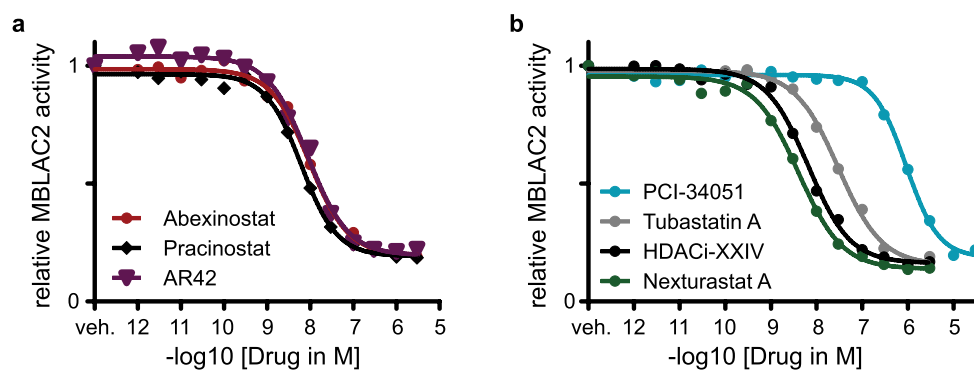 a
relative MBLAC2 activity
1
0
Abexinostat
Pracinostat
AR42
veh. 12 11 10 9 8 7 6 5
-log10 [Drug in M]
b
relative MBLAC2 activity
1
0
PCI-34051
Tubastatin A
HDACi-XXIV
Nexturastat A
veh. 12 11 10 9 8 7 6 5
-log10 [Drug in M]